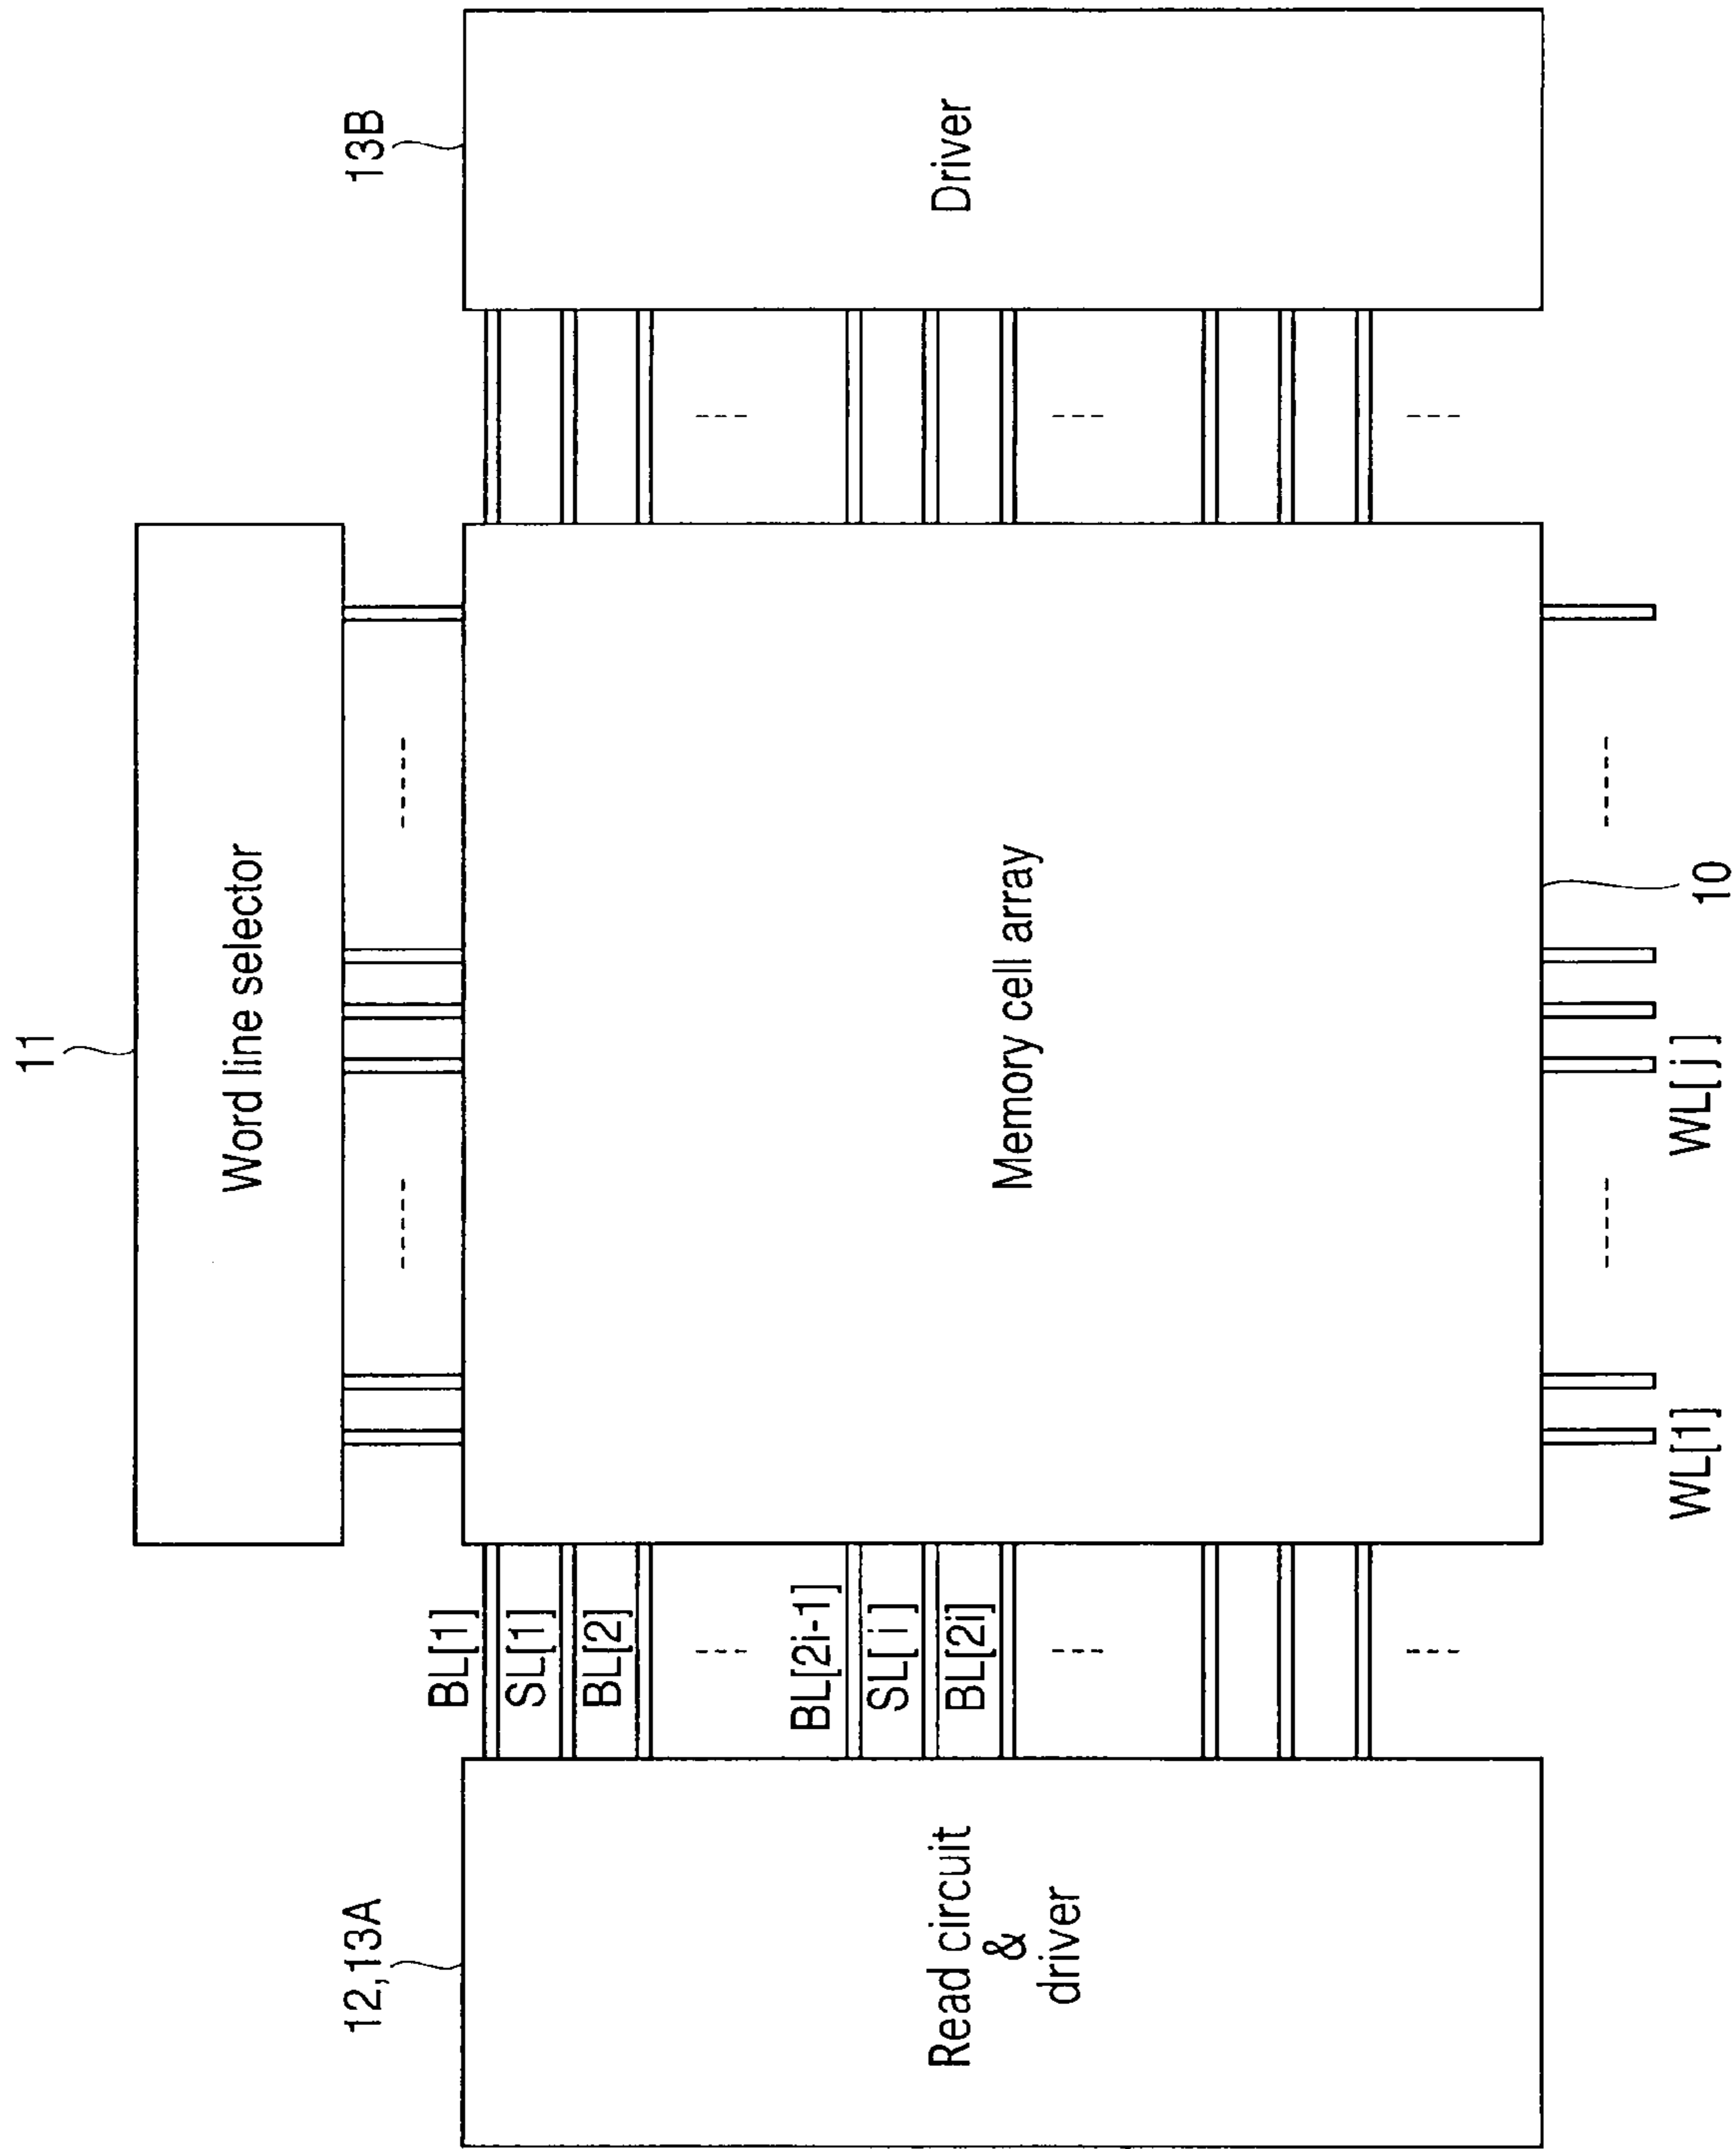 11
Word line selector
12,13A
Read circuit
&
driver
BL[1]
SL[1]
BL[2]
BL[2i-1]
SL[i]
BL[2i]
Memory cell array
13B
Driver
WL[1]
WL[j]
10